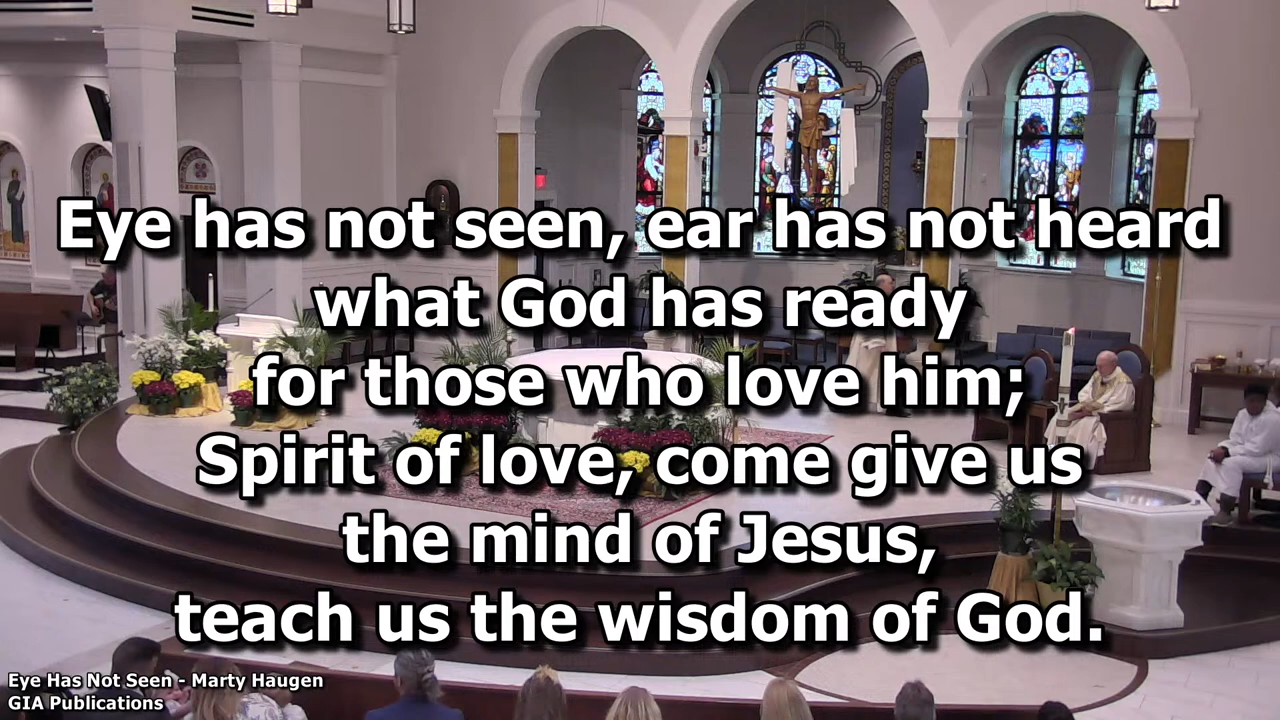 Eye has not seen, ear has not heard
what God has ready
for those who love him;
Spirit of love, come give us
the mind of Jesus,
teach us the wisdom of God.
Eye Has Not Seen - Marty Haugen
GIA Publications